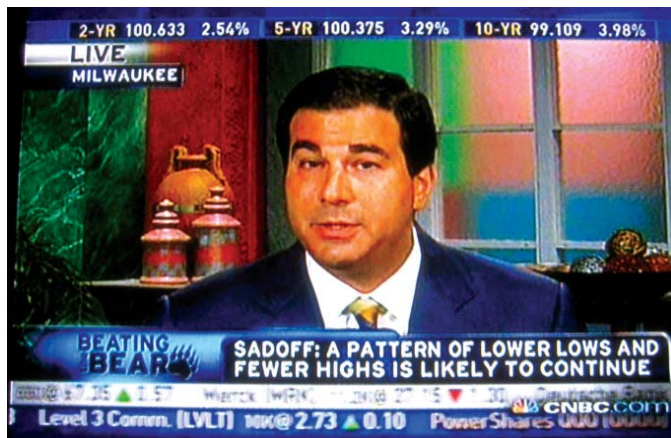 2-YR 100.633 2.54% 5-YR 100.375 3.29% 10-YR 99.109 3.98%
LIVE
MILWAUKEE
BEATING
THE BEAR
SADOFF: A PATTERN OF LOWER LOWS AND
FEWER HIGHS IS LIKELY TO CONTINUE
CNBC.com
Level 3 Comm. (LVLT) 10K@ 2.73 ▲ 0.10 PowerShares